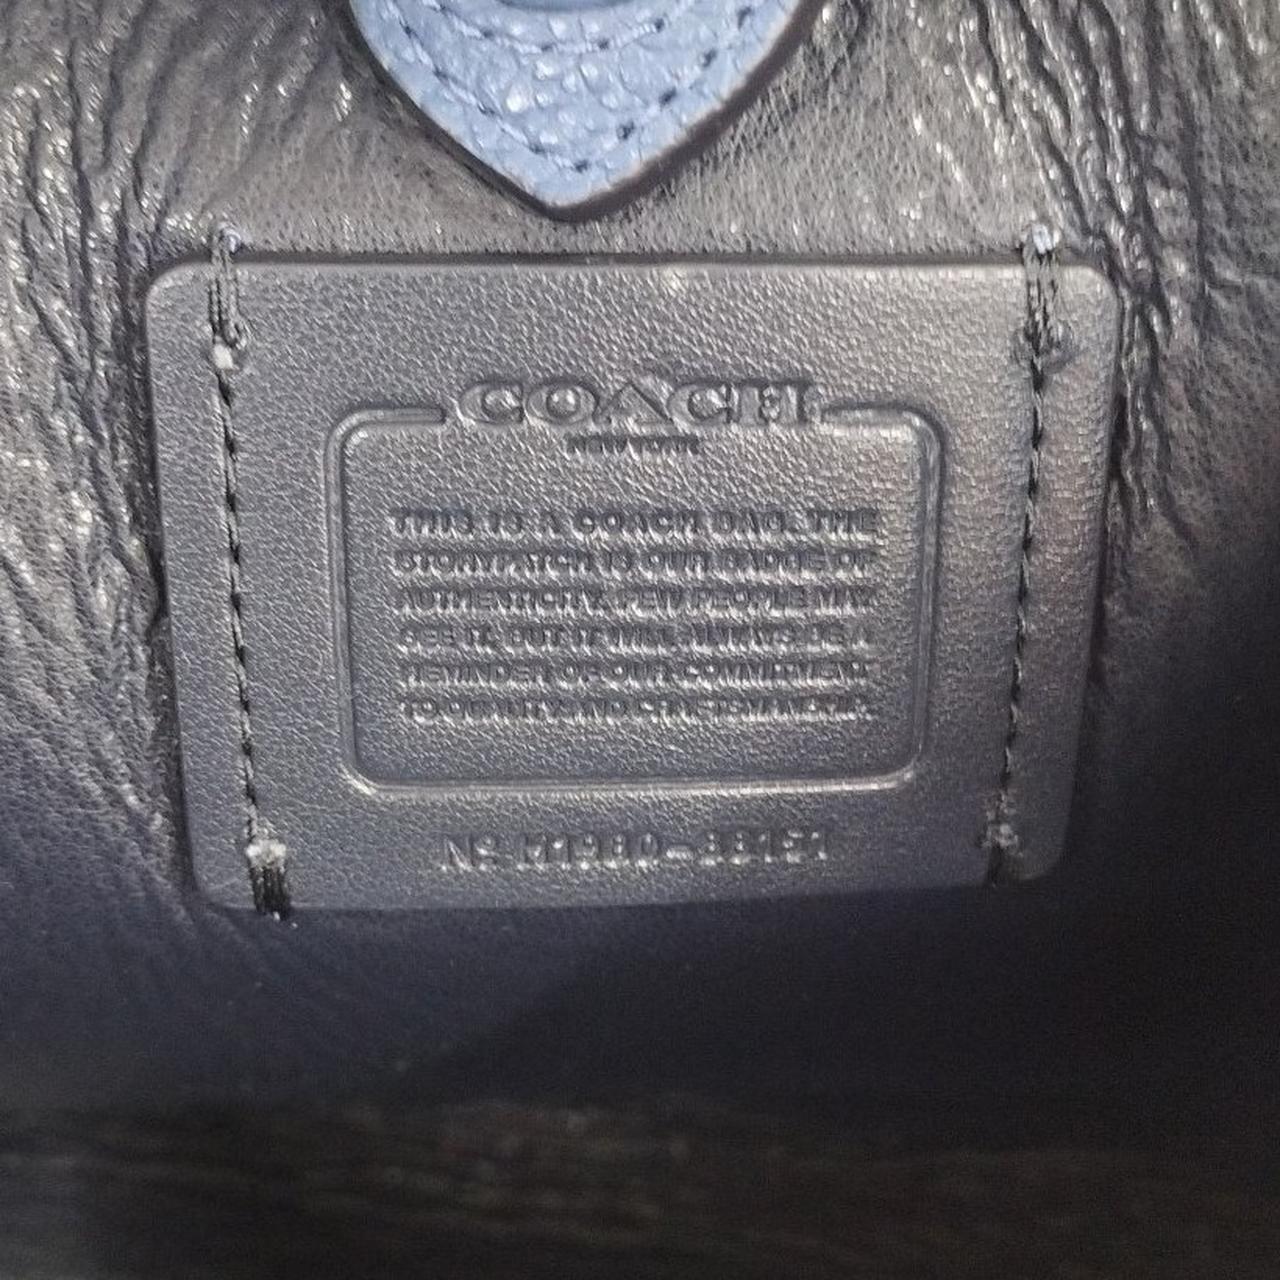 COACH
NEW YORK
THIS IS A COACH BAG. THE
STORYPATCH IS OUR BADGE OF
AUTHENTICITY. FEW PEOPLE MAY
SEE IT, BUT IT WILL ALWAYS BE A
REMINDER OF OUR COMMITMENT
TO QUALITY AND CRAFTSMANSHIP.
Nº